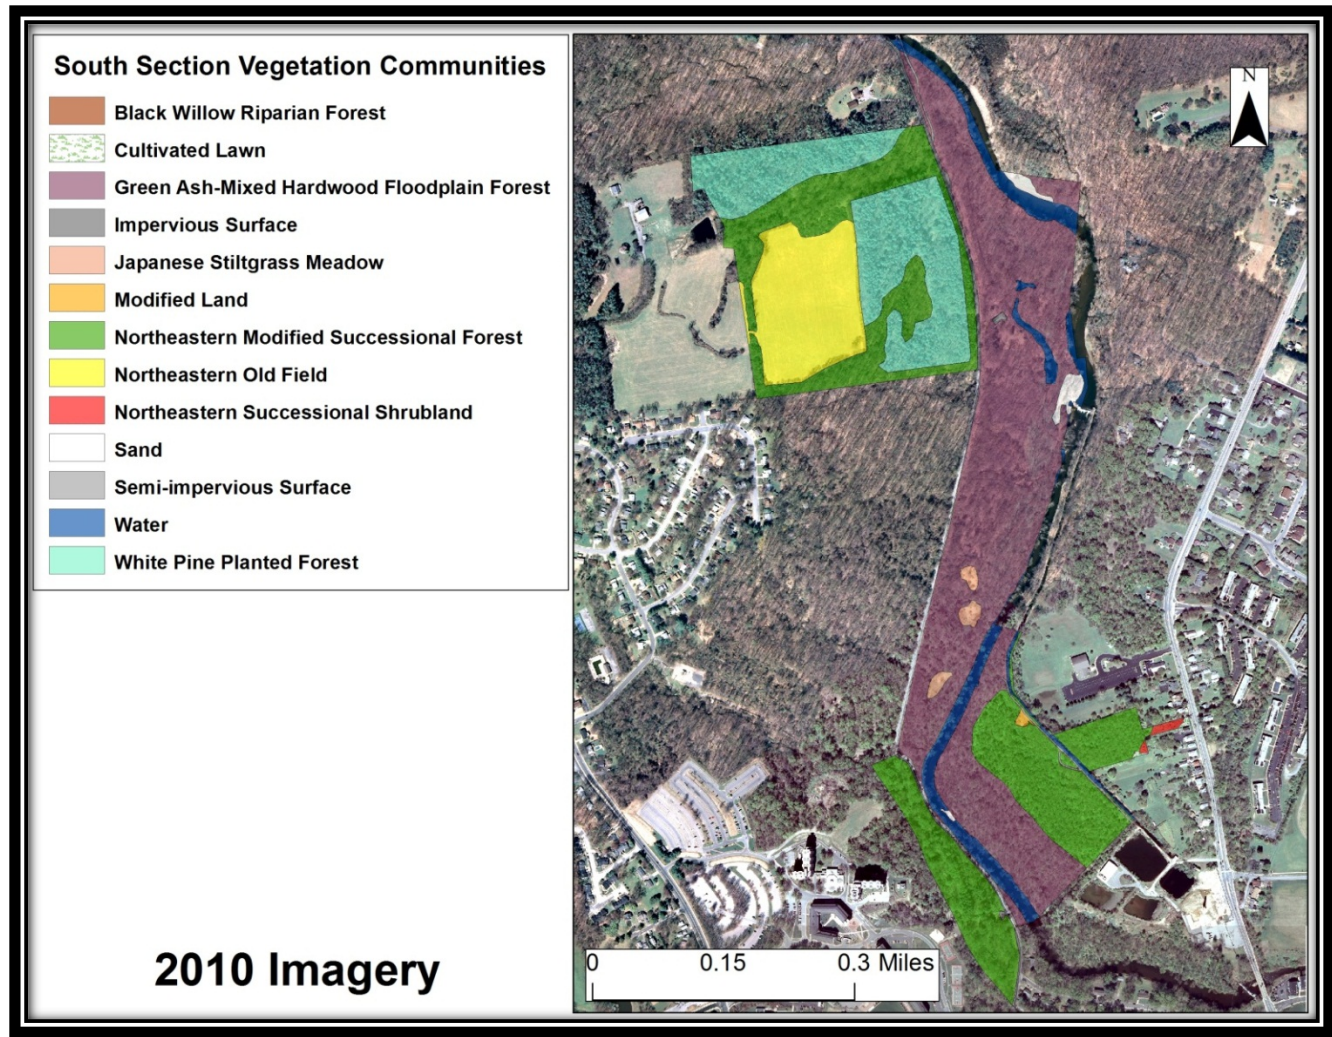 South Section Vegetation Communities
Black Willow Riparian Forest
Cultivated Lawn
Green Ash-Mixed Hardwood Floodplain Forest
Impervious Surface
Japanese Stiltgrass Meadow
Modified Land
Northeastern Modified Successional Forest
Northeastern Old Field
Northeastern Successional Shrubland
Sand
Semi-impervious Surface
Water
White Pine Planted Forest
2010 Imagery
N
0 0.15 0.3 Miles